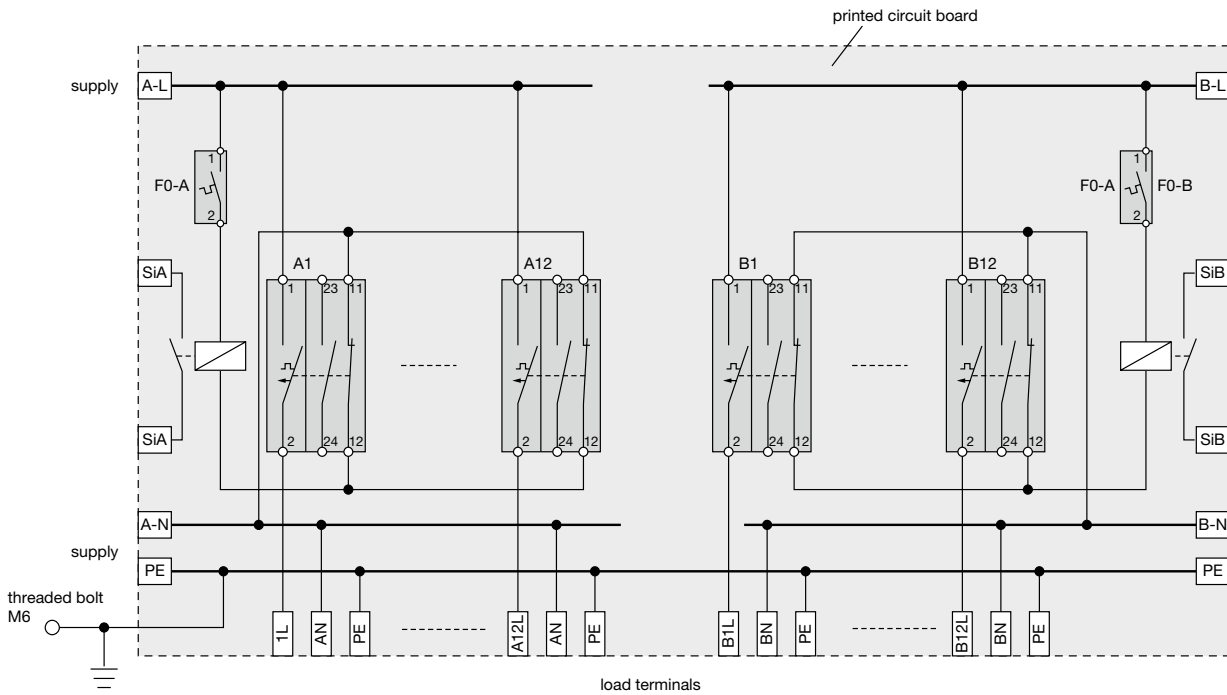 printed circuit board
supply A-L B-L
1 1
F0-A F0-A F0-B
2 2
SiA A1 A12 B1 B12 SiB
1 23 11 1 23 11 1 23 11 1 23 11
SiA 2 24 12 2 24 12 2 24 12 2 24 12 SiB
A-N B-N
supply
PE PE
threaded bolt
M6
1L AN PE A12L AN PE B1L BN PE B12L BN PE
load terminals